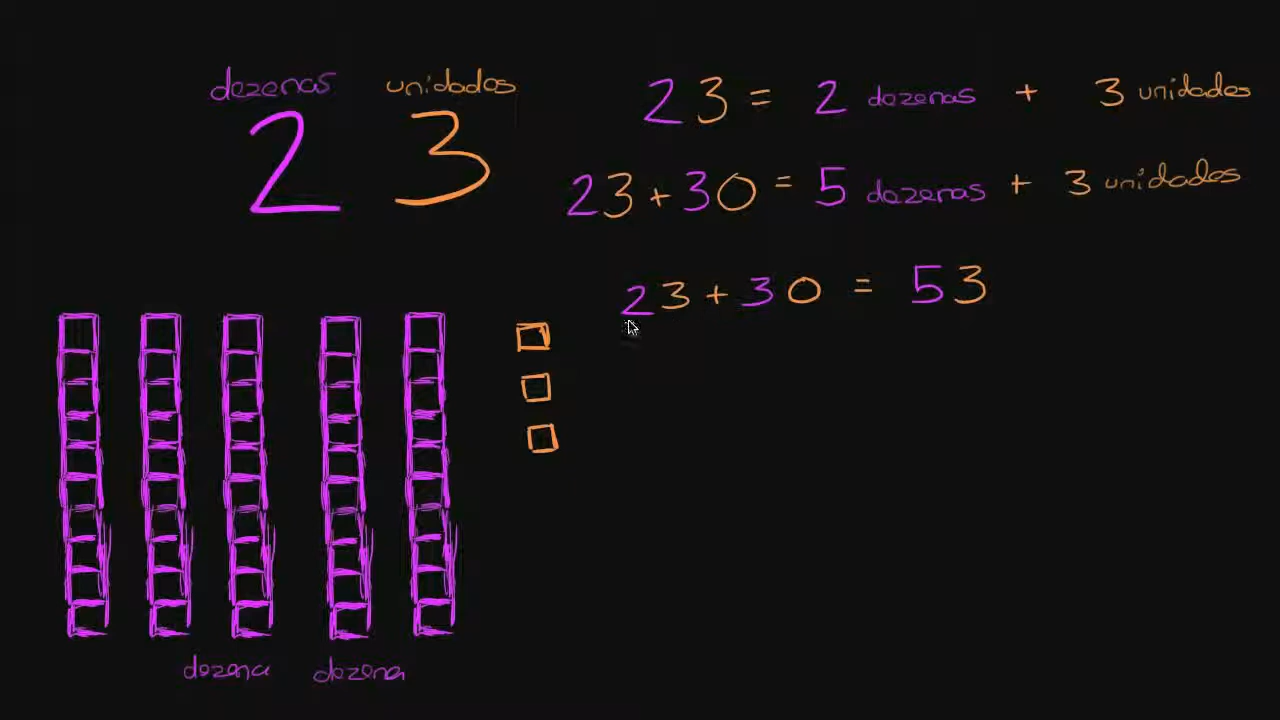 dezenas unidades
2 3
23 = 2 dezenas + 3 unidades
23 + 30 = 5 dezenas + 3 unidades
23 + 30 = 53
dezena dezena